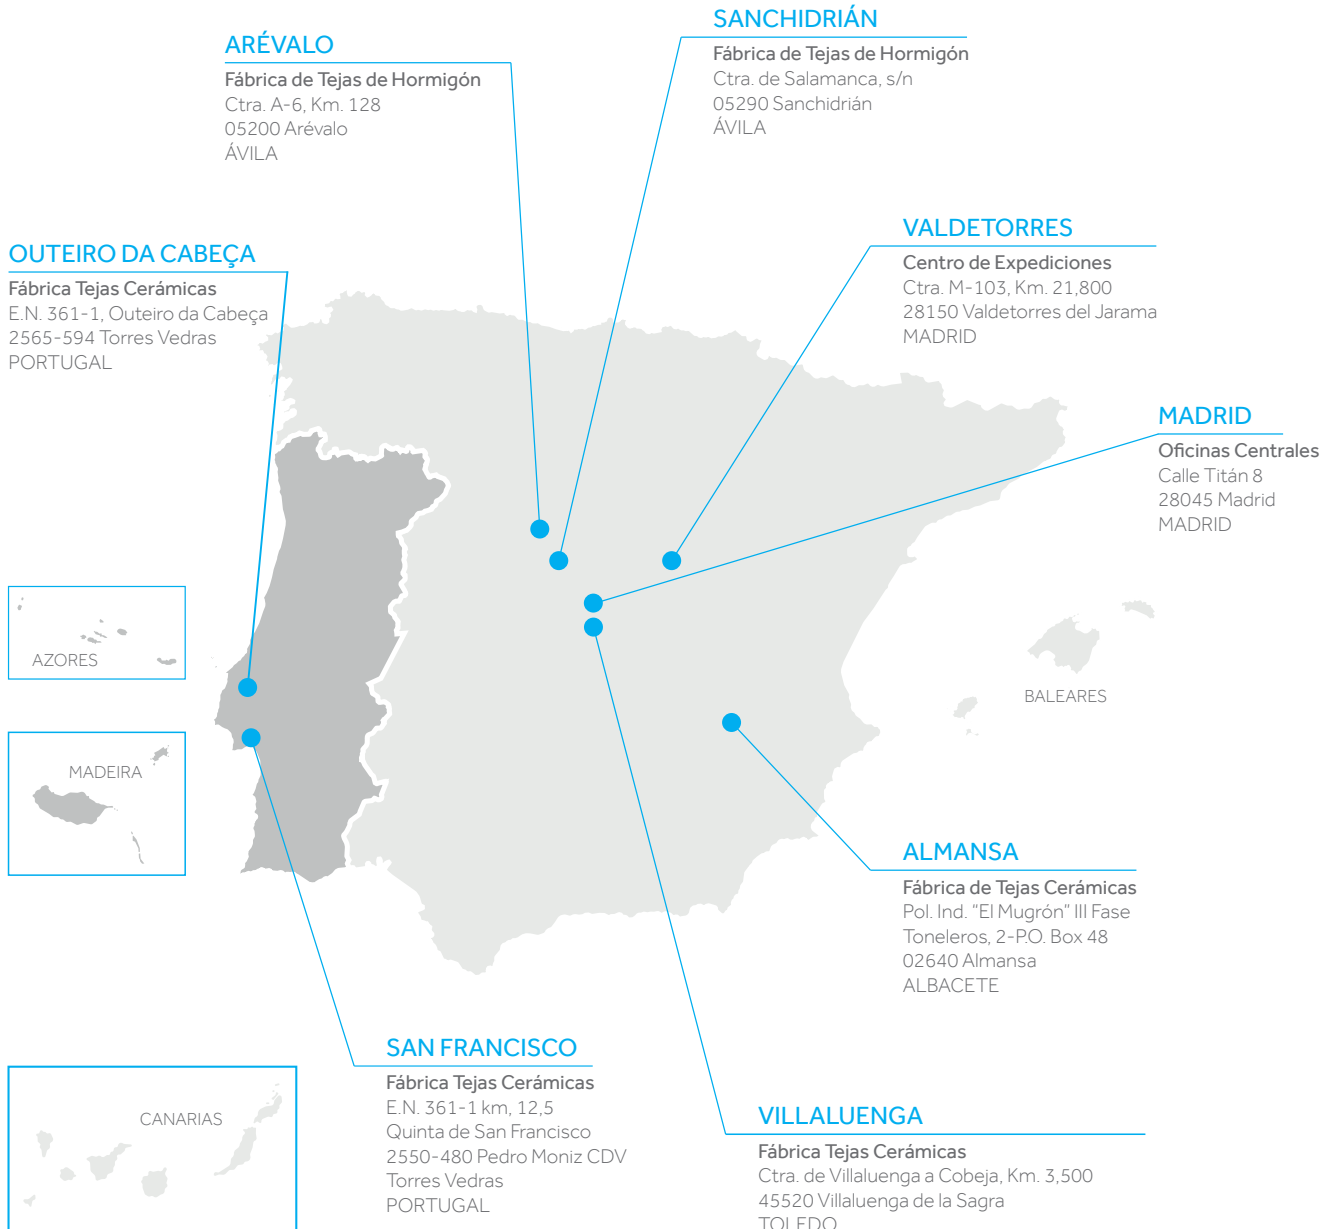 SANCHIDRIÁN
Fábrica de Tejas de Hormigón
Ctra. de Salamanca, s/n
05290 Sanchidrián
ÁVILA
ARÉVALO
Fábrica de Tejas de Hormigón
Ctra. A-6, Km. 128
05200 Arévalo
ÁVILA
VALDETORRES
Centro de Expediciones
Ctra. M-103, Km. 21,800
28150 Valdetorres del Jarama
MADRID
OUTEIRO DA CABEÇA
Fábrica Tejas Cerámicas
E.N. 361-1, Outeiro da Cabeça
2565-594 Torres Vedras
PORTUGAL
MADRID
Oficinas Centrales
Calle Titán 8
28045 Madrid
MADRID
AZORES
BALEARES
MADEIRA
ALMANSA
Fábrica de Tejas Cerámicas
Pol. Ind. "El Mugrón" III Fase
Toneleros, 2-P.O. Box 48
02640 Almansa
ALBACETE
SAN FRANCISCO
Fábrica Tejas Cerámicas
E.N. 361-1 km, 12,5
Quinta de San Francisco
2550-480 Pedro Moniz CDV
Torres Vedras
PORTUGAL
CANARIAS
VILLALUENGA
Fábrica Tejas Cerámicas
Ctra. de Villaluenga a Cobeja, Km. 3,500
45520 Villaluenga de la Sagra
TOLEDO